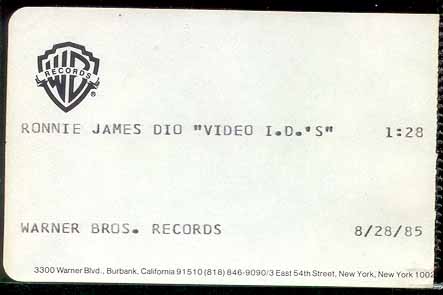 WB RECORDS ®
RONNIE JAMES DIO "VIDEO I.D.'S" 1:28
WARNER BROS. RECORDS 8/28/85
3300 Warner Blvd., Burbank, California 91510 (818) 846-9090/3 East 54th Street, New York, New York